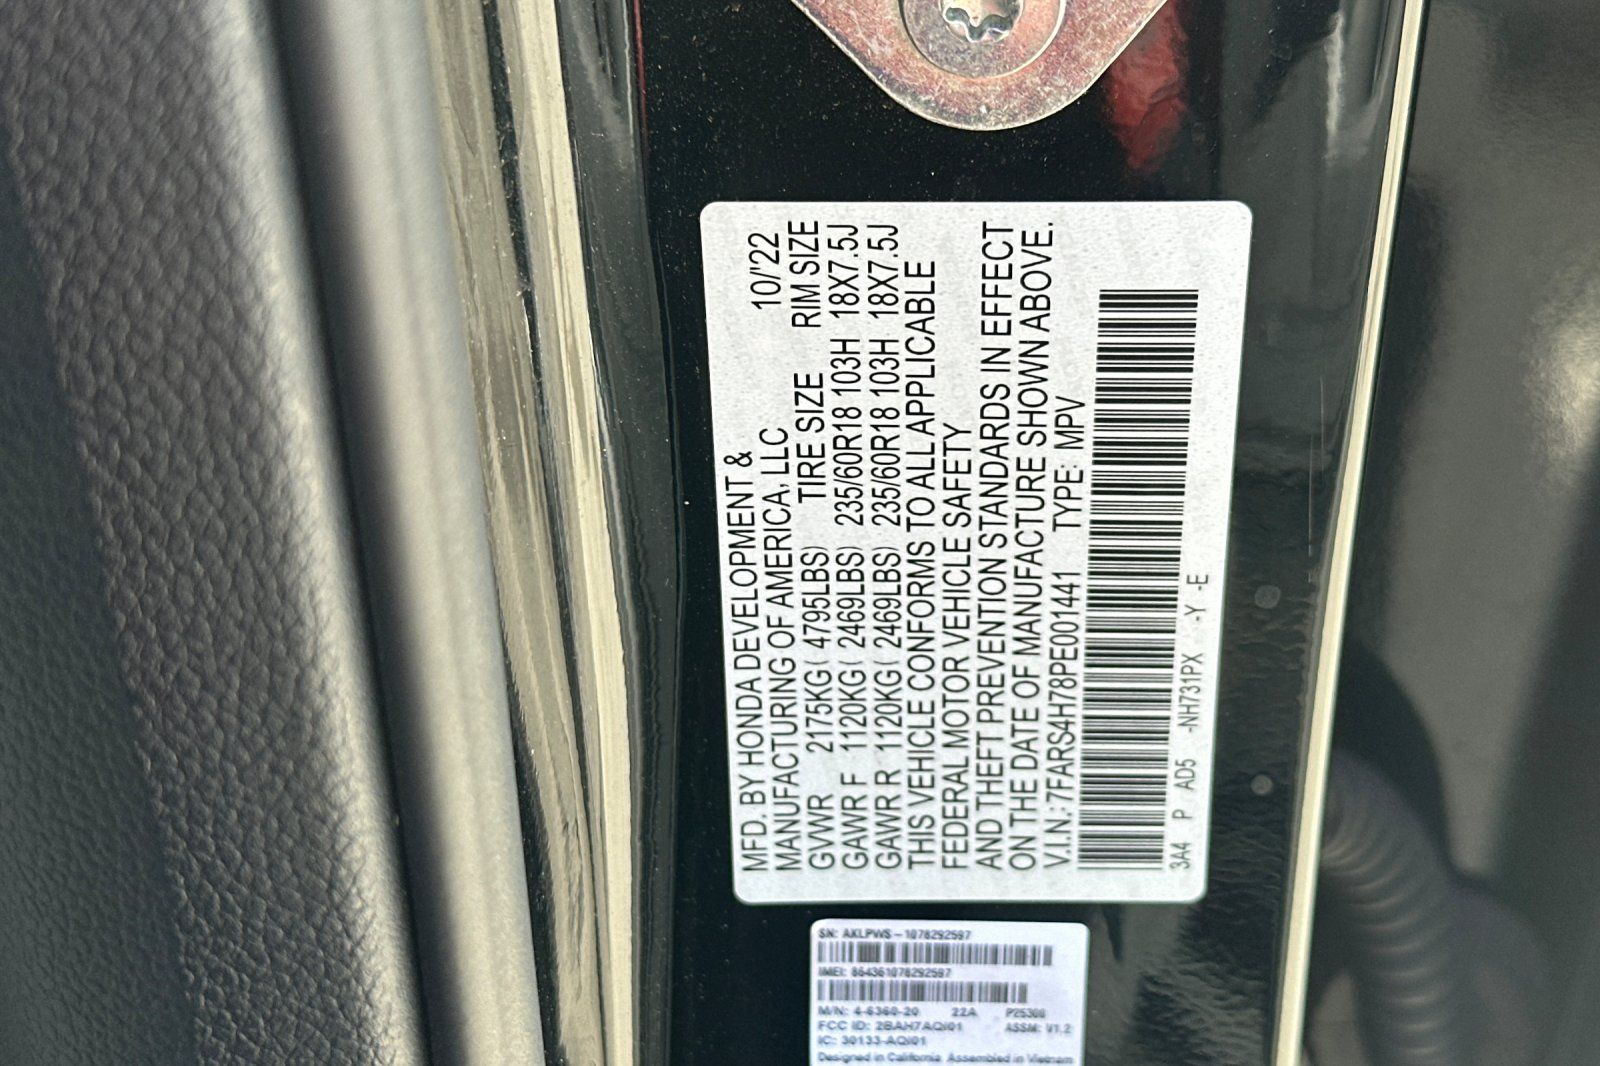 MFD. BY HONDA DEVELOPMENT &
MANUFACTURING OF AMERICA, LLC 10/'22
GVWR 2175KG( 4795LBS) TIRE SIZE RIM SIZE
GAWR F 1120KG( 2469LBS) 235/60R18 103H 18X7.5J
GAWR R 1120KG( 2469LBS) 235/60R18 103H 18X7.5J
THIS VEHICLE CONFORMS TO ALL APPLICABLE
FEDERAL MOTOR VEHICLE SAFETY
AND THEFT PREVENTION STANDARDS IN EFFECT
ON THE DATE OF MANUFACTURE SHOWN ABOVE.
V.I.N.: 7FARS4H78PE001441 TYPE: MPV
3A4 P AD5 -NH731PX -Y -E
SN: AKLPWS-1078292597
IMEI: 864361078292597
M/N: 4-6360-20 22A P25300
FCC ID: 2BAH7AQI01 ASSM: V1.2
IC: 30133-AQI01
Designed in California Assembled in Vietnam